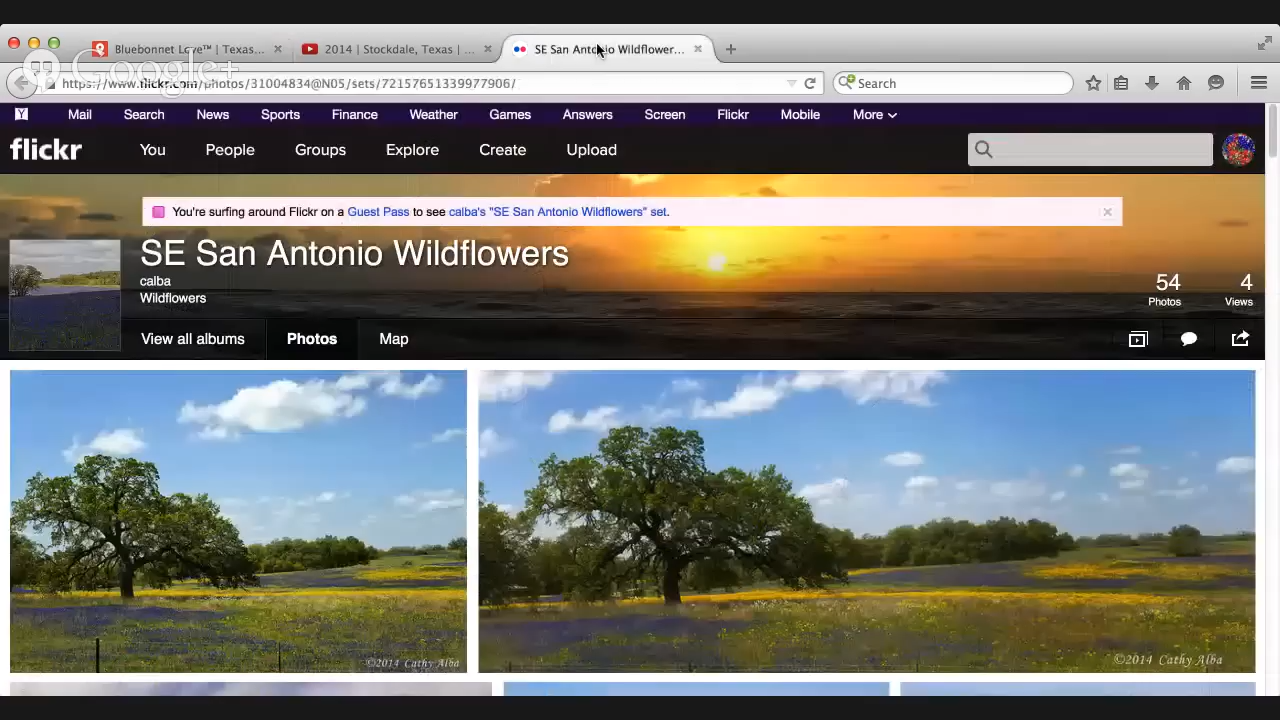 Bluebonnet Love™ | Texas...
2014 | Stockdale, Texas | ...
SE San Antonio Wildflower...
Google+
https://www.flickr.com/photos/31004834@N05/sets/72157651339977906/
Search
Y Mail Search News Sports Finance Weather Games Answers Screen Flickr Mobile More
flickr You People Groups Explore Create Upload
You're surfing around Flickr on a Guest Pass to see calba's "SE San Antonio Wildflowers" set.
SE San Antonio Wildflowers
calba
Wildflowers
54 Photos
4 Views
View all albums Photos Map
©2014 Cathy Alba
©2014 Cathy Alba